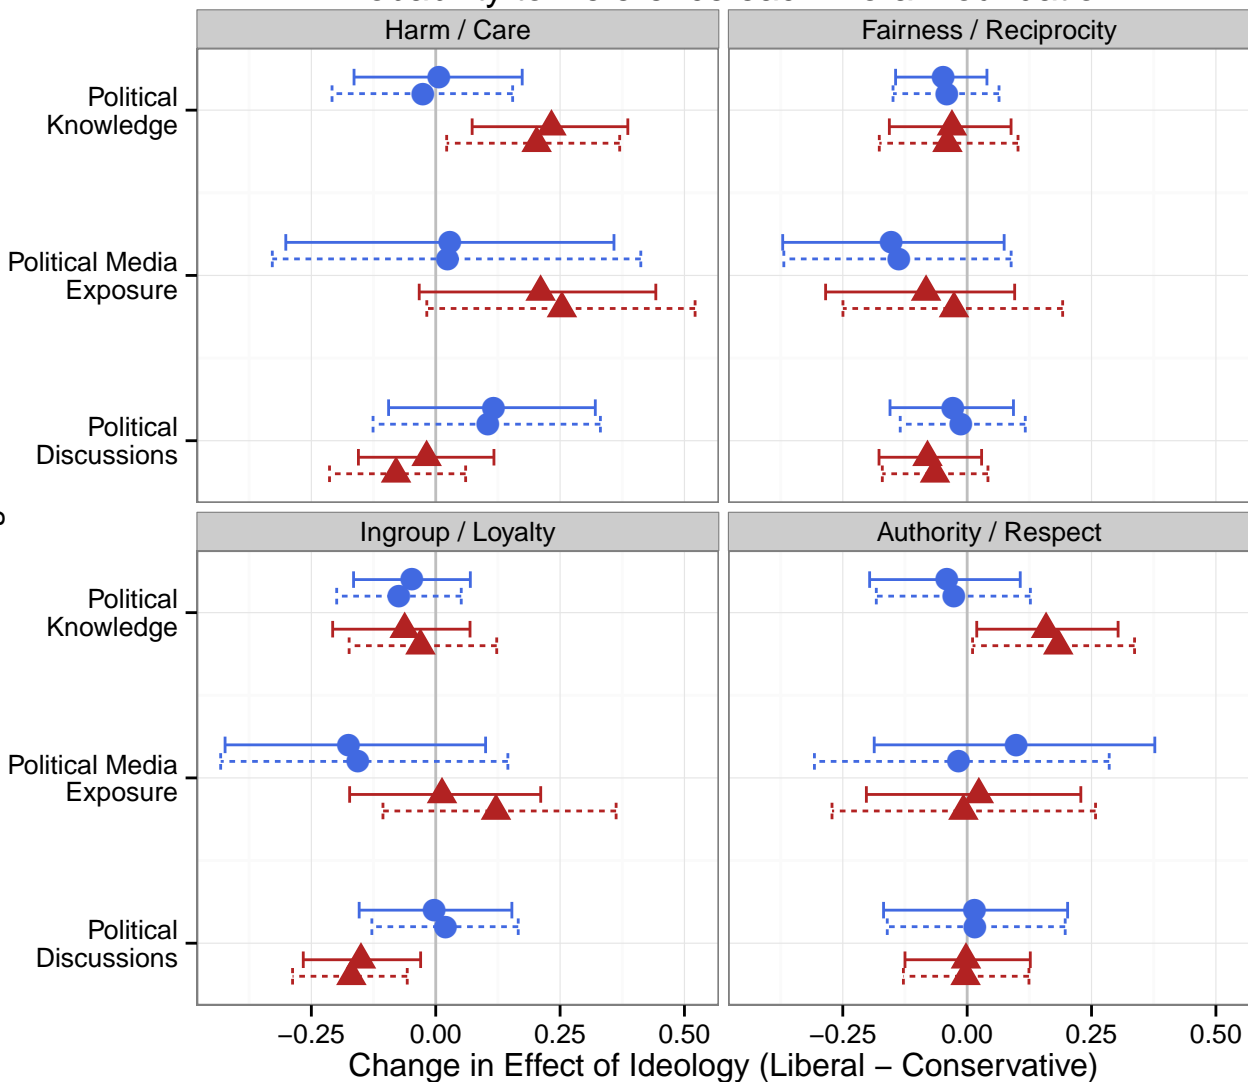 Harm / Care
Fairness / Reciprocity
Political
Knowledge
Political Media
Exposure
Political
Discussions
Ingroup / Loyalty
Authority / Respect
Political
Knowledge
Political Media
Exposure
Political
Discussions
−0.25 0.00 0.25 0.50 −0.25 0.00 0.25 0.50
Change in Effect of Ideology (Liberal − Conservative)